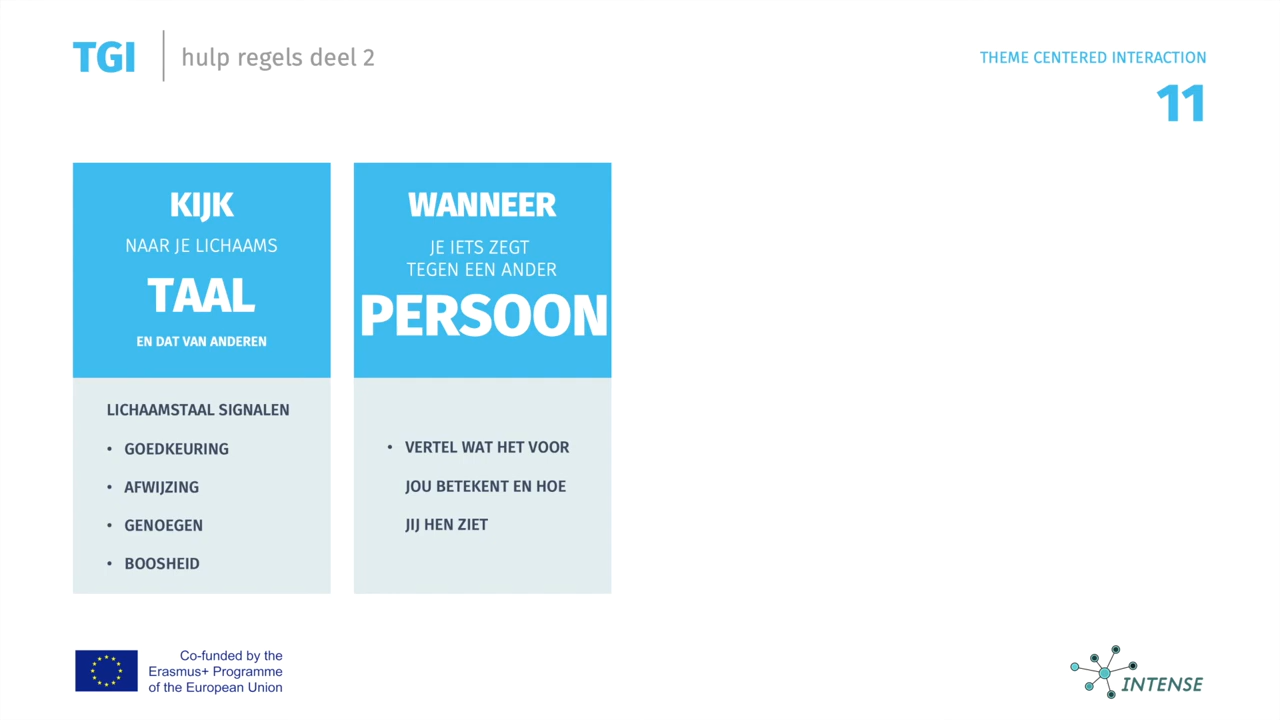 TGI
hulp regels deel 2
THEME CENTERED INTERACTION
11
KIJK
NAAR JE LICHAAMS
TAAL
EN DAT VAN ANDEREN
LICHAAMSTAAL SIGNALEN
• GOEDKEURING
• AFWIJZING
• GENOEGEN
• BOOSHEID
WANNEER
JE IETS ZEGT
TEGEN EEN ANDER
PERSOON
• VERTEL WAT HET VOOR
JOU BETEKENT EN HOE
JIJ HEN ZIET
Co-funded by the
Erasmus+ Programme
of the European Union
INTENSE